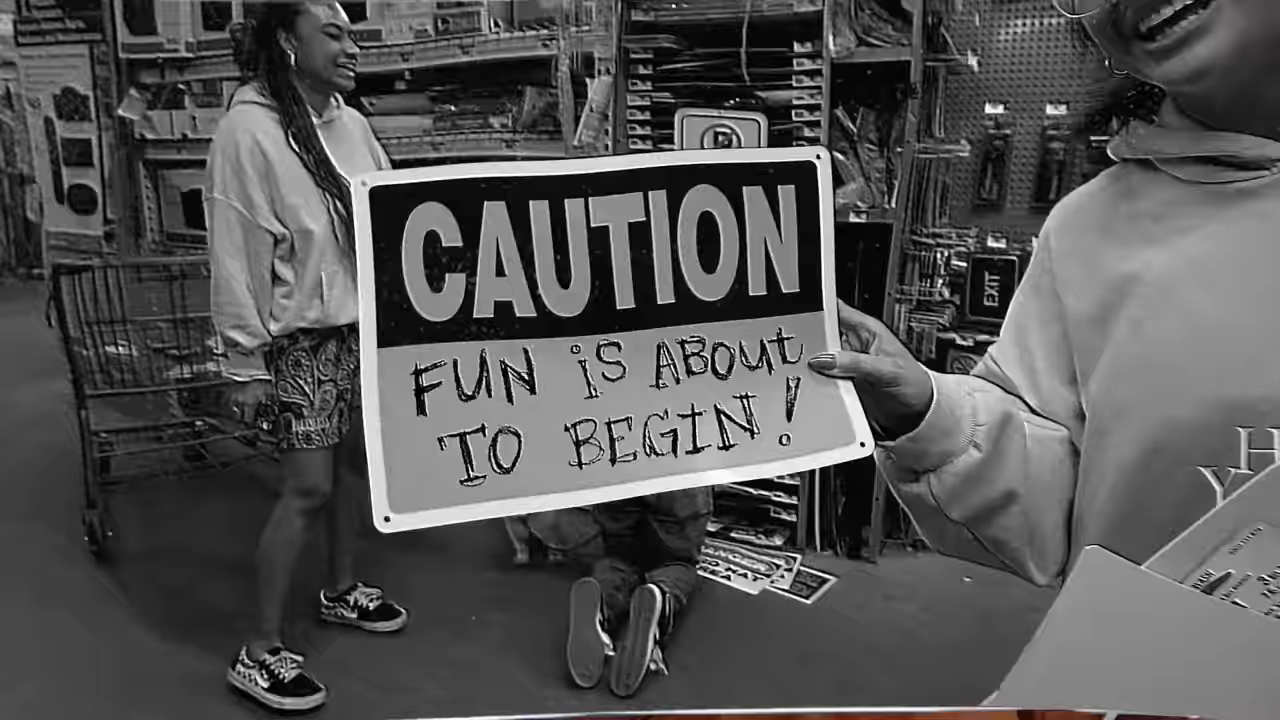 CAUTION
FUN iS ABOUt
TO BEGIN!
EXIT
H
Y